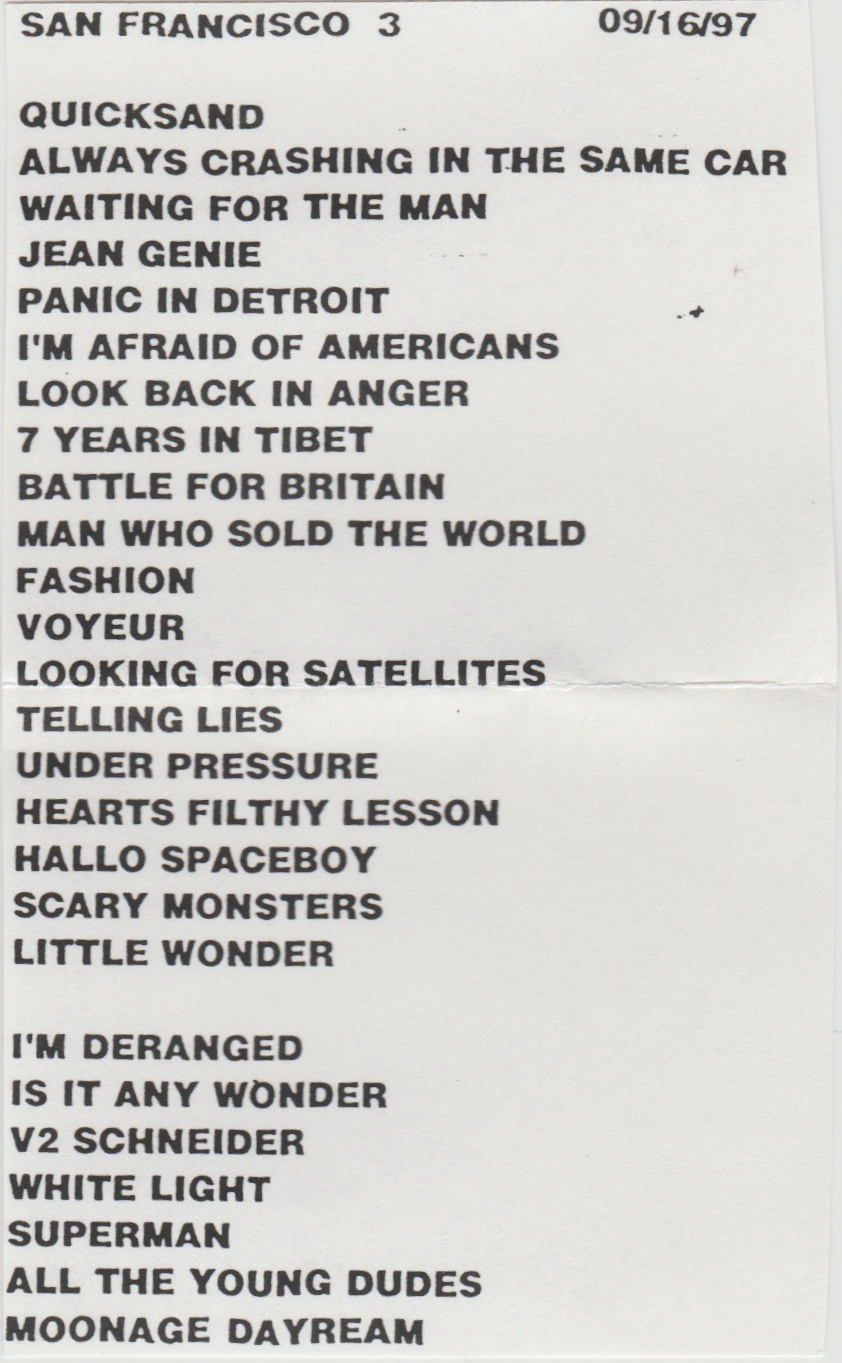 SAN FRANCISCO 3 09/16/97
QUICKSAND
ALWAYS CRASHING IN THE SAME CAR
WAITING FOR THE MAN
JEAN GENIE
PANIC IN DETROIT
I'M AFRAID OF AMERICANS
LOOK BACK IN ANGER
7 YEARS IN TIBET
BATTLE FOR BRITAIN
MAN WHO SOLD THE WORLD
FASHION
VOYEUR
LOOKING FOR SATELLITES
TELLING LIES
UNDER PRESSURE
HEARTS FILTHY LESSON
HALLO SPACEBOY
SCARY MONSTERS
LITTLE WONDER
I'M DERANGED
IS IT ANY WONDER
V2 SCHNEIDER
WHITE LIGHT
SUPERMAN
ALL THE YOUNG DUDES
MOONAGE DAYREAM